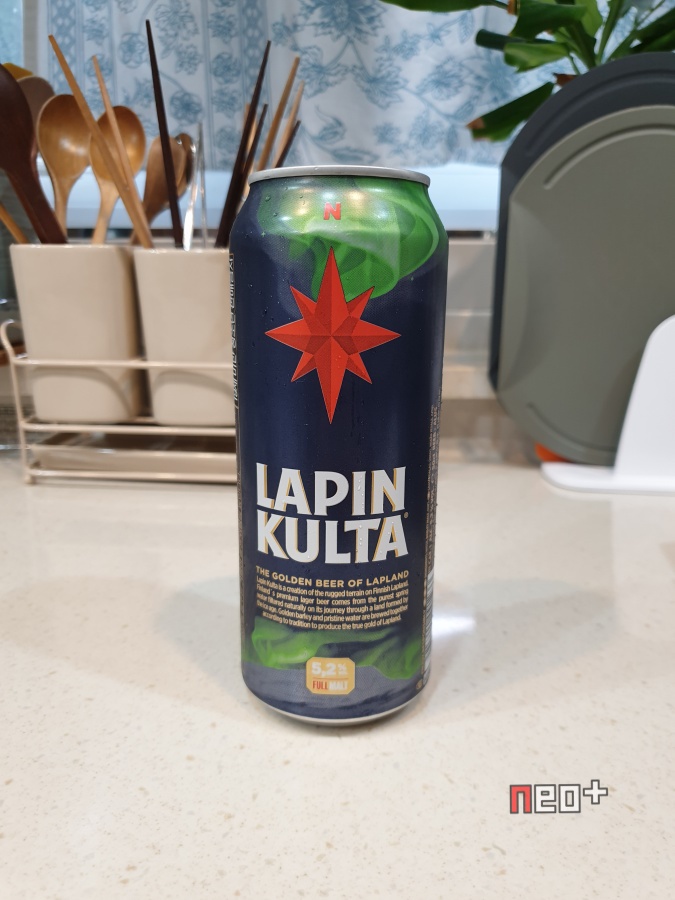 N
LAPIN
KULTA®
THE GOLDEN BEER OF LAPLAND
Lapin Kulta is a creation of the rugged terrain on Finnish Lapland.
Finland's premium lager beer comes from the purest spring
water filtered naturally on its journey through a land formed by
the ice age. Golden barley and pristine water are brewed together
according to tradition to produce the true gold of Lapland.
5,2%
FULL MALT
neo+